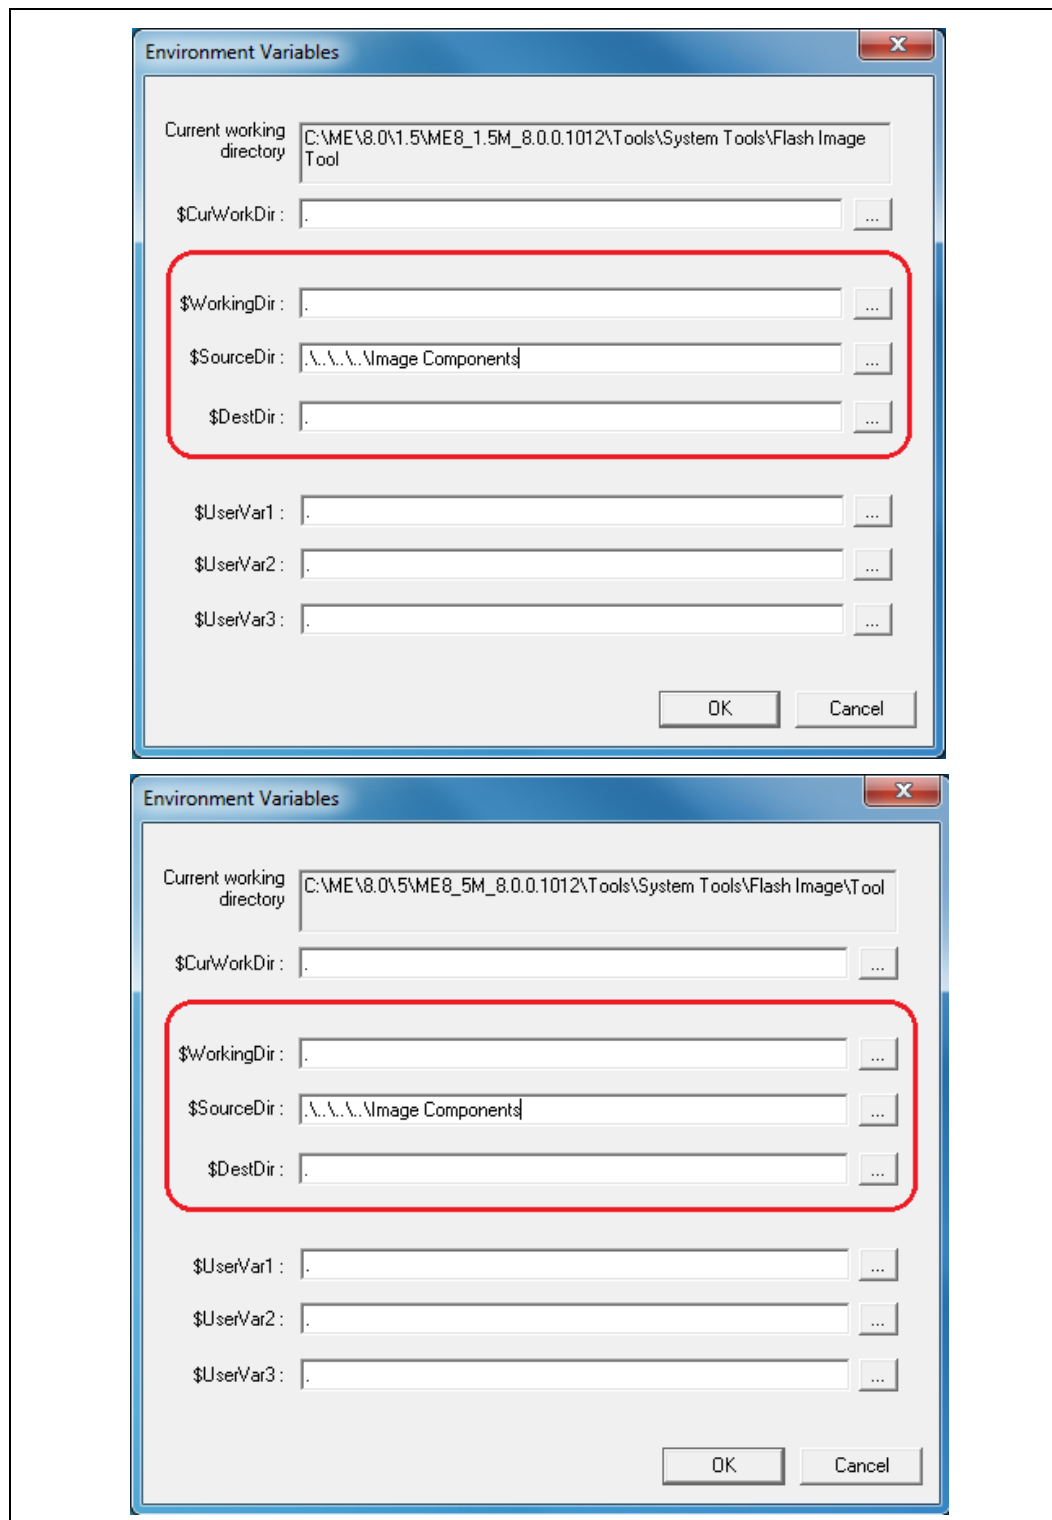 Environment Variables
x
Current working directory
C:\ME\8.0\1.5\ME8_1.5M_8.0.0.1012\Tools\System Tools\Flash Image
Tool
$CurWorkDir : .
...
$WorkingDir : .
...
$SourceDir : .\..\..\..\Image Components
...
$DestDir : .
...
$UserVar1 : .
...
$UserVar2 : .
...
$UserVar3 : .
...
OK Cancel
Environment Variables
x
Current working directory
C:\ME\8.0\5\ME8_5M_8.0.0.1012\Tools\System Tools\Flash Image\Tool
$CurWorkDir : .
...
$WorkingDir : .
...
$SourceDir : .\..\..\..\Image Components
...
$DestDir : .
...
$UserVar1 : .
...
$UserVar2 : .
...
$UserVar3 : .
...
OK Cancel